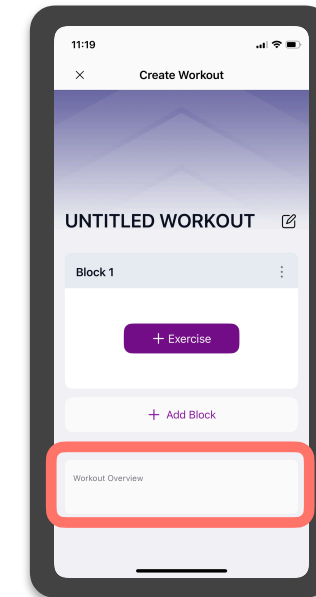 11:19
Create Workout
UNTITLED WORKOUT
Block 1
+ Exercise
+ Add Block
Workout Overview